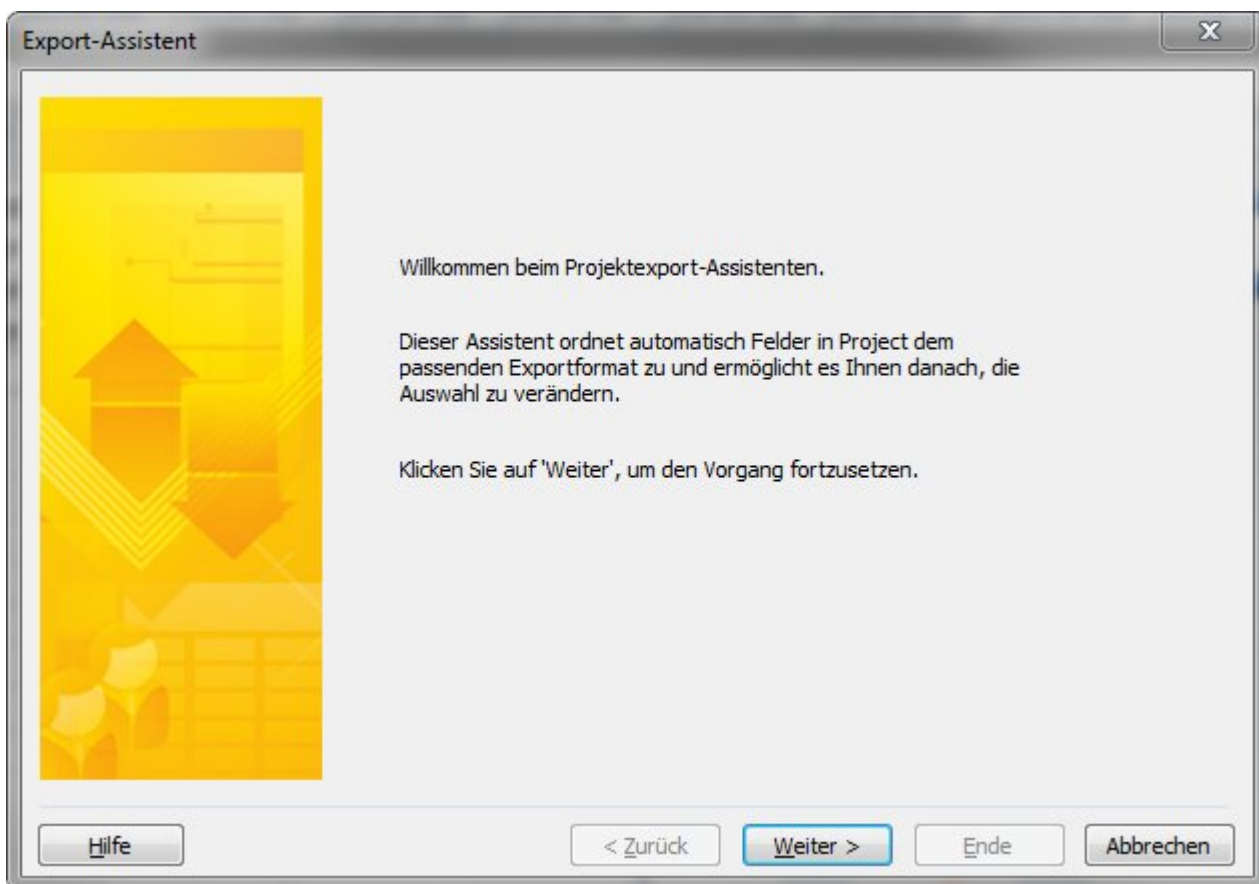 Export-Assistent
Willkommen beim Projektexport-Assistenten.
Dieser Assistent ordnet automatisch Felder in Project dem
passenden Exportformat zu und ermöglicht es Ihnen danach, die
Auswahl zu verändern.
Klicken Sie auf 'Weiter', um den Vorgang fortzusetzen.
Hilfe
< Zurück
Weiter >
Ende
Abbrechen